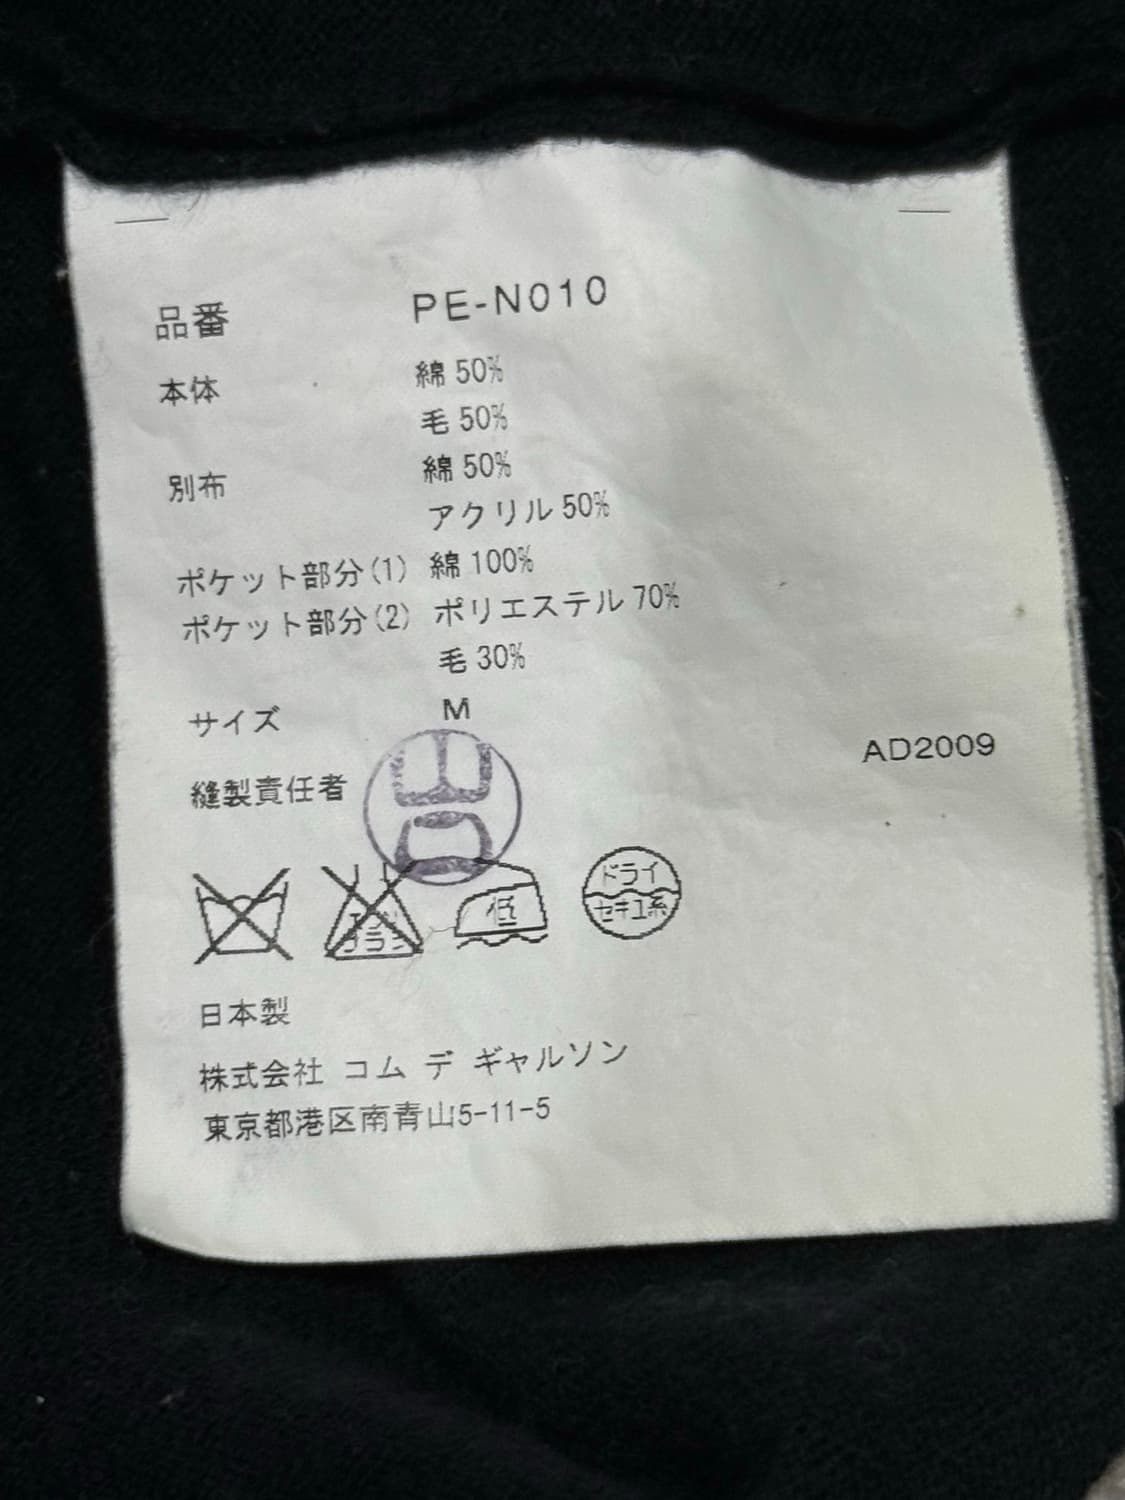 品番 PE-N010
本体 綿 50%
毛 50%
別布 綿 50%
アクリル 50%
ポケット部分(1) 綿 100%
ポケット部分(2) ポリエステル 70%
毛 30%
サイズ M
AD2009
縫製責任者
低
ドライ
セキユ系
日本製
株式会社 コム デ ギャルソン
東京都港区南青山5-11-5